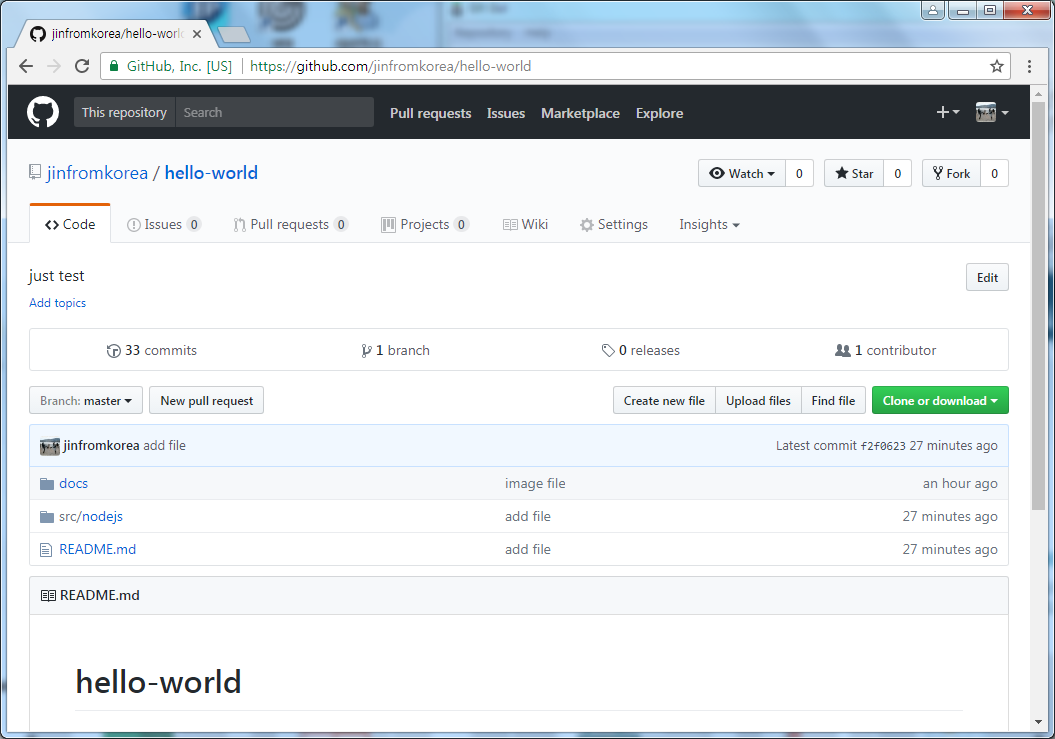 jinfromkorea/hello-worl
GitHub, Inc. [US] https://github.com/jinfromkorea/hello-world
This repository Search Pull requests Issues Marketplace Explore
jinfromkorea / hello-world Watch 0 Star 0 Fork 0
Code Issues 0 Pull requests 0 Projects 0 Wiki Settings Insights
just test Edit
Add topics
33 commits 1 branch 0 releases 1 contributor
Branch: master New pull request Create new file Upload files Find file Clone or download
jinfromkorea add file Latest commit f2f0623 27 minutes ago
docs image file an hour ago
src/nodejs add file 27 minutes ago
README.md add file 27 minutes ago
README.md
hello-world